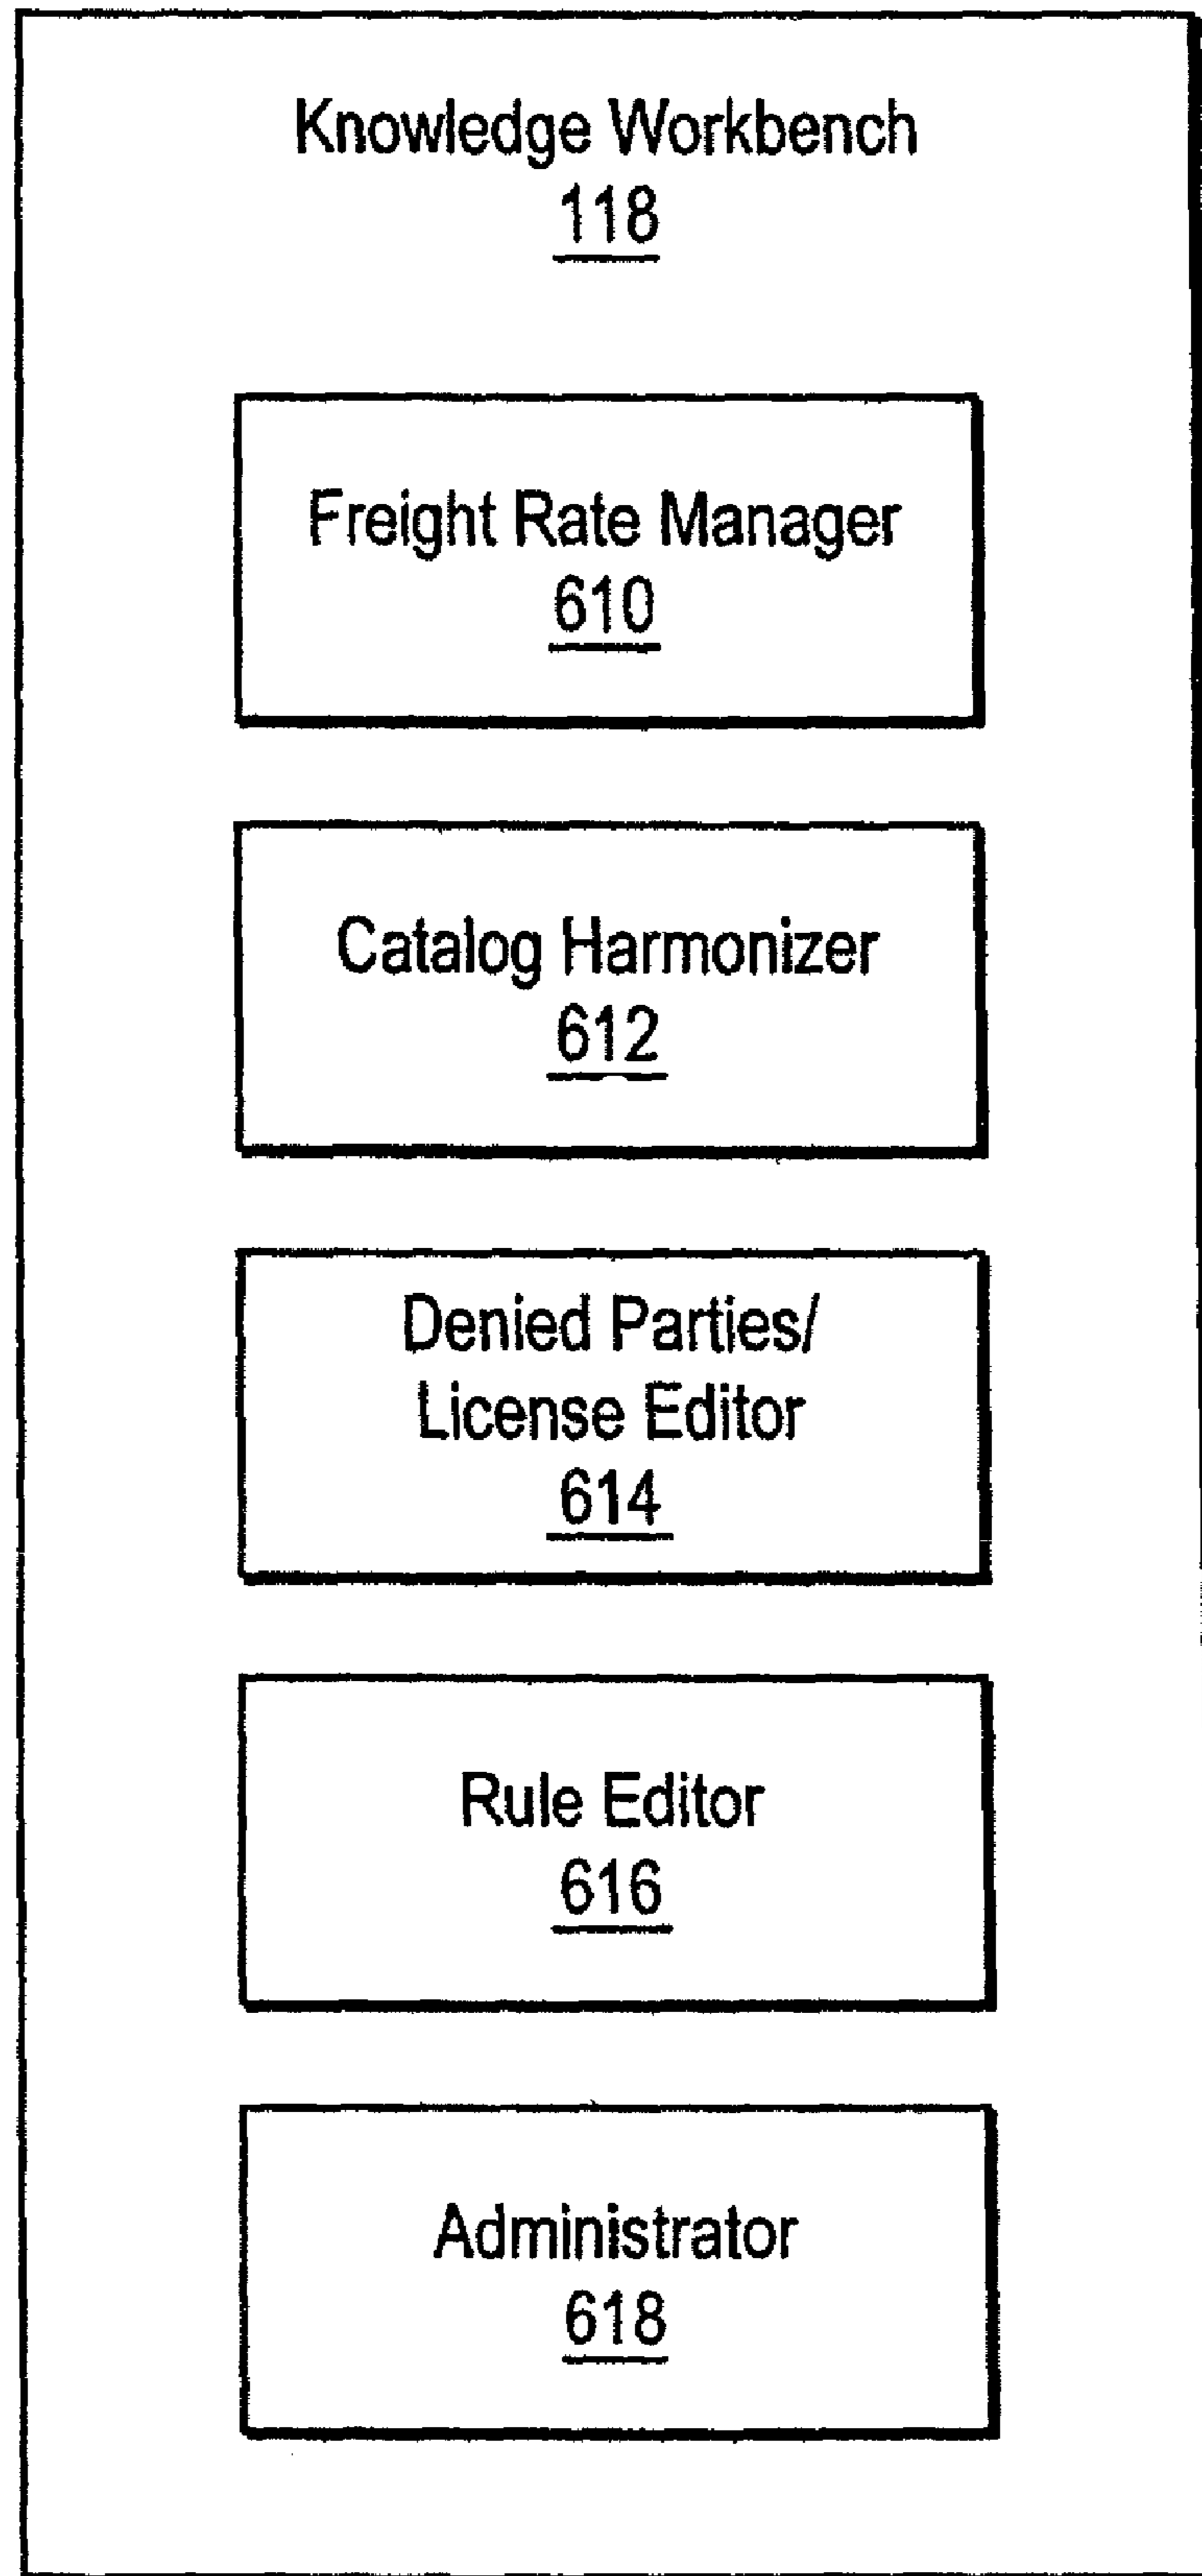 Knowledge Workbench
118
Freight Rate Manager
610
Catalog Harmonizer
612
Denied Parties/
License Editor
614
Rule Editor
616
Administrator
618